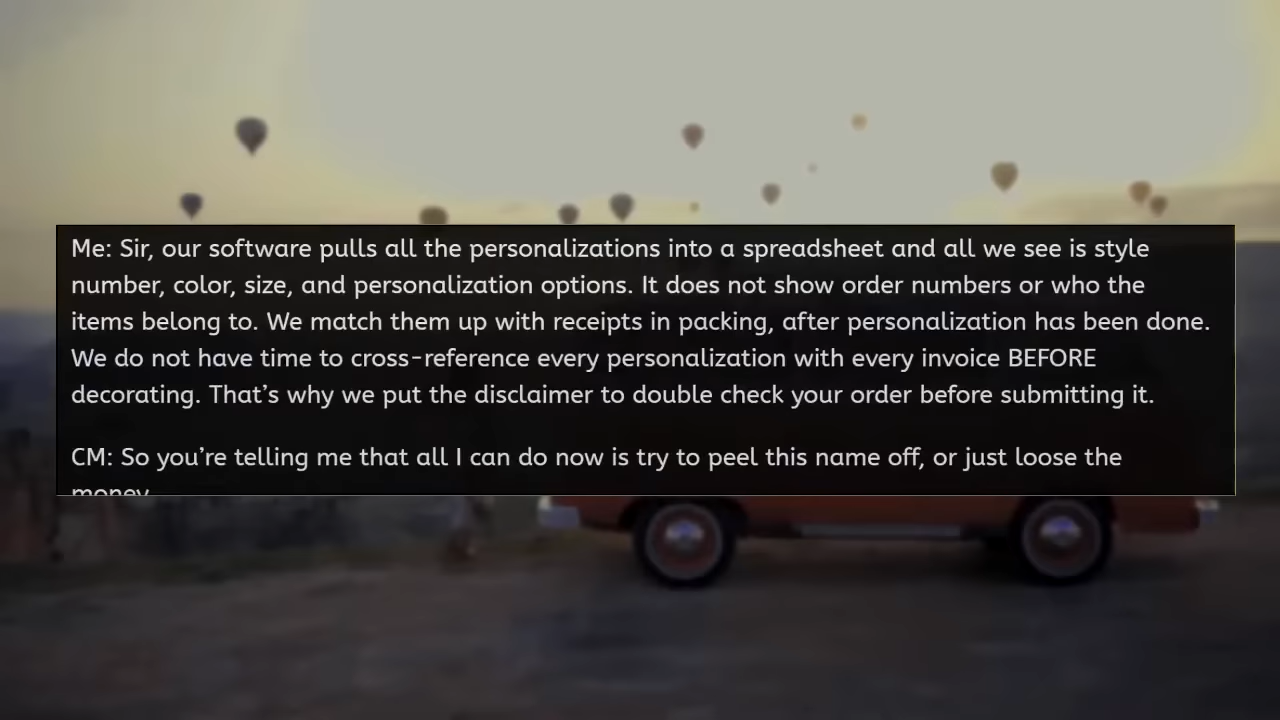 Me: Sir, our software pulls all the personalizations into a spreadsheet and all we see is style
number, color, size, and personalization options. It does not show order numbers or who the
items belong to. We match them up with receipts in packing, after personalization has been done.
We do not have time to cross-reference every personalization with every invoice BEFORE
decorating. That’s why we put the disclaimer to double check your order before submitting it.
CM: So you’re telling me that all I can do now is try to peel this name off, or just loose the
money